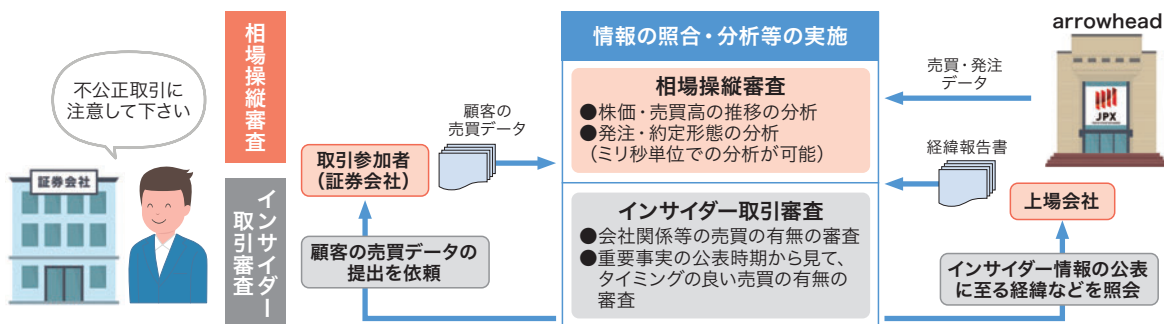 不公正取引に
注意して下さい
証券会社
相場操縦審査
インサイダー
取引審査
取引参加者
（証券会社）
顧客の
売買データ
顧客の売買データの
提出を依頼
情報の照合・分析等の実施
相場操縦審査
●株価・売買高の推移の分析
●発注・約定形態の分析
（ミリ秒単位での分析が可能）
インサイダー取引審査
●会社関係等の売買の有無の審査
●重要事実の公表時期から見て、
タイミングの良い売買の有無の
審査
arrowhead
売買・発注
データ
JPX
経緯報告書
上場会社
インサイダー情報の公表
に至る経緯などを照会